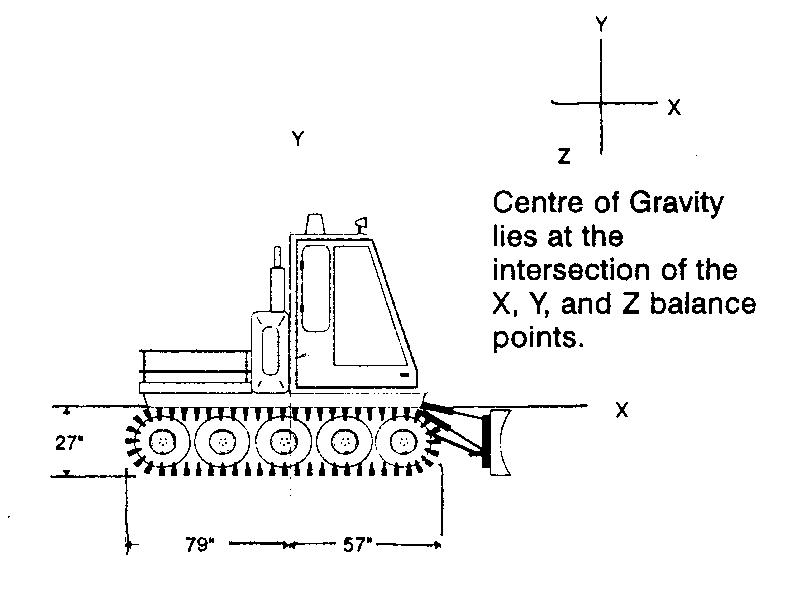 Y
X
Z
Y
Centre of Gravity
lies at the
intersection of the
X, Y, and Z balance
points.
X
27"
79"
57"